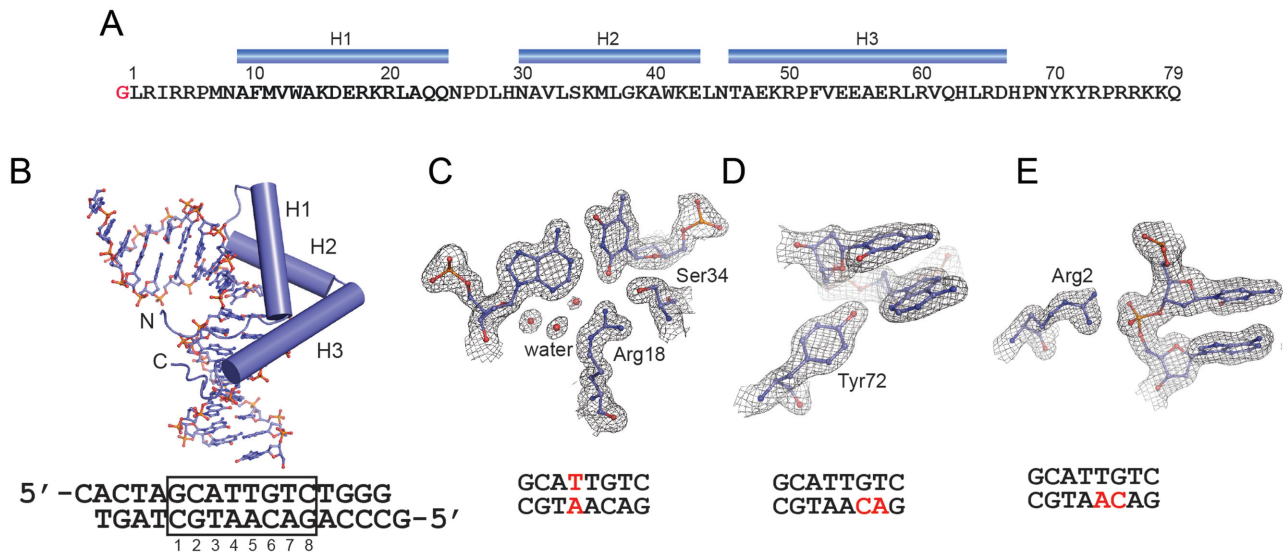 A
H1 H2 H3
1 10 20 30 40 50 60 70 79
GLRIRRPMNAFMVWAKDERKRLAQQNPDLHNAVLSKMLGKAWKELNTAEKRPFVEEAERLRVQHLRDHPNYKYRPRRKKQ
B
H1
H2
H3
N
C
5′-CACTAGCATTGTCTGGG
TGATCGTAACAGACCCG-5′
1 2 3 4 5 6 7 8
C
Ser34
water
Arg18
GCATTGTC
CGTAACAG
D
Tyr72
GCATTGTC
CGTAACAG
E
Arg2
GCATTGTC
CGTAACAG